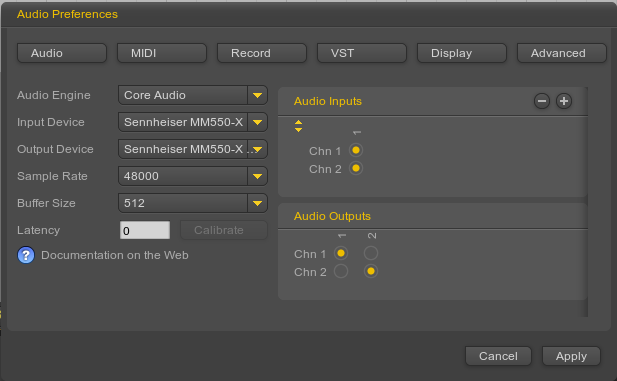 Audio Preferences
Audio MIDI Record VST Display Advanced
Audio Engine Core Audio
Input Device Sennheiser MM550-X
Output Device Sennheiser MM550-X ...
Sample Rate 48000
Buffer Size 512
Latency 0 Calibrate
? Documentation on the Web
Audio Inputs
1
Chn 1
Chn 2
Audio Outputs
1 2
Chn 1
Chn 2
Cancel Apply